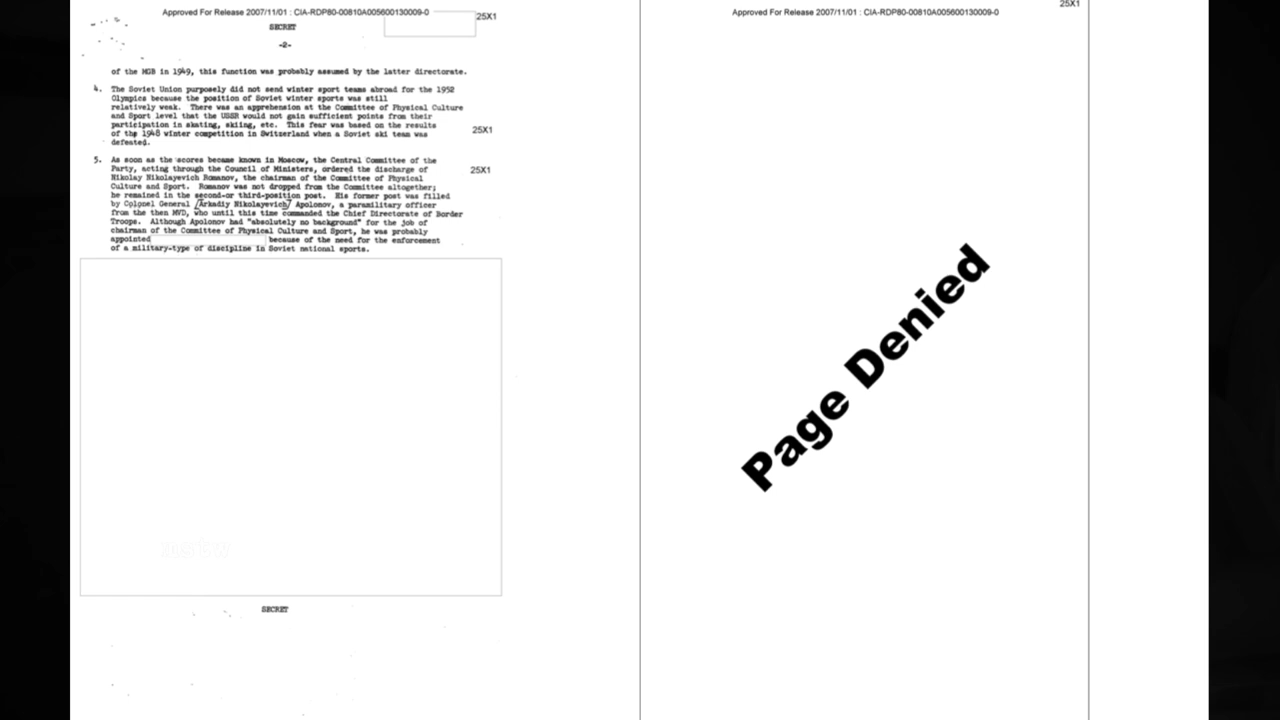 Approved For Release 2007/11/01 : CIA-RDP80-00810A005600130009-0
25X1
SECRET
-2-
of the MGB in 1949, this function was probably assumed by the latter directorate.
4. The Soviet Union purposely did not send winter sport teams abroad for the 1952
Olympics because the position of Soviet winter sports was still
relatively weak. There was an apprehension at the Committee of Physical Culture
and Sport level that the USSR would not gain sufficient points from their
participation in skating, skiing, etc. This fear was based on the results
of the 1948 winter competition in Switzerland when a Soviet ski team was
defeated.
25X1
5. As soon as the scores became known in Moscow, the Central Committee of the
Party, acting through the Council of Ministers, ordered the discharge of
Nikolay Nikolayevich Romanov, the chairman of the Committee of Physical
Culture and Sport. Romanov was not dropped from the Committee altogether;
he remained in the second-or third-position post. His former post was filled
by Colonel General /Arkadiy Nikolayevich/ Apolonov, a paramilitary officer
from the then MVD, who until this time commanded the Chief Directorate of Border
Troops. Although Apolonov had "absolutely no background" for the job of
chairman of the Committee of Physical Culture and Sport, he was probably
appointed because of the need for the enforcement
of a military-type of discipline in Soviet national sports.
25X1
SECRET
Approved For Release 2007/11/01 : CIA-RDP80-00810A005600130009-0
25X1
Page Denied